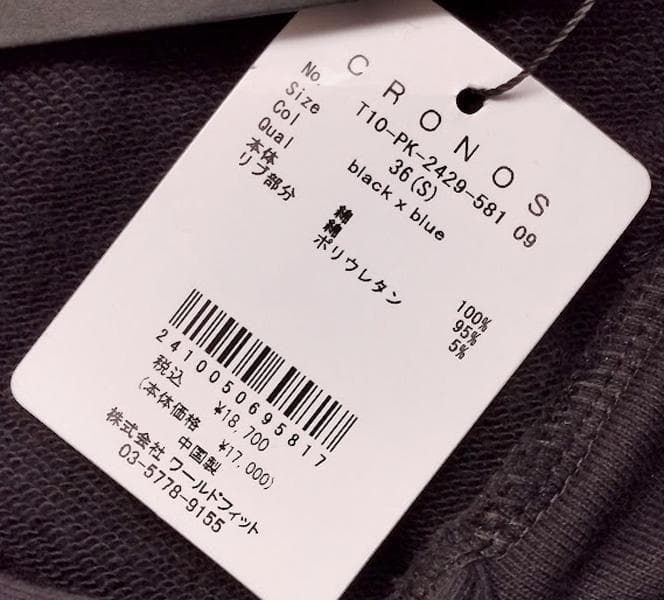 CRONOS
No. T10-PK-2429-581 09
Size 36(S)
Col black x blue
Qual
本体 綿 100%
リブ部分 綿 95%
ポリウレタン 5%
2410050695817
税込 ¥18,700
(本体価格 ¥17,000)
中国製
株式会社 ワールドフィット
03-5778-9155